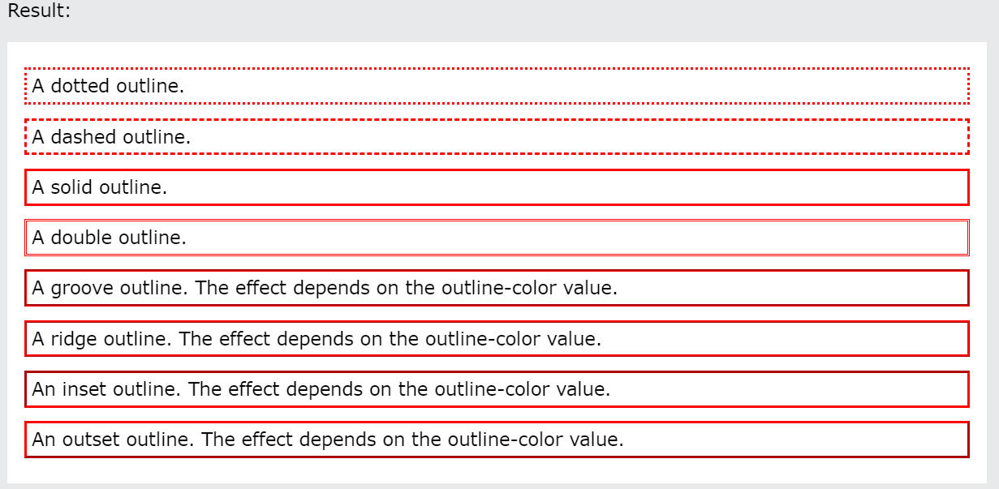 Result:
A dotted outline.
A dashed outline.
A solid outline.
A double outline.
A groove outline. The effect depends on the outline-color value.
A ridge outline. The effect depends on the outline-color value.
An inset outline. The effect depends on the outline-color value.
An outset outline. The effect depends on the outline-color value.